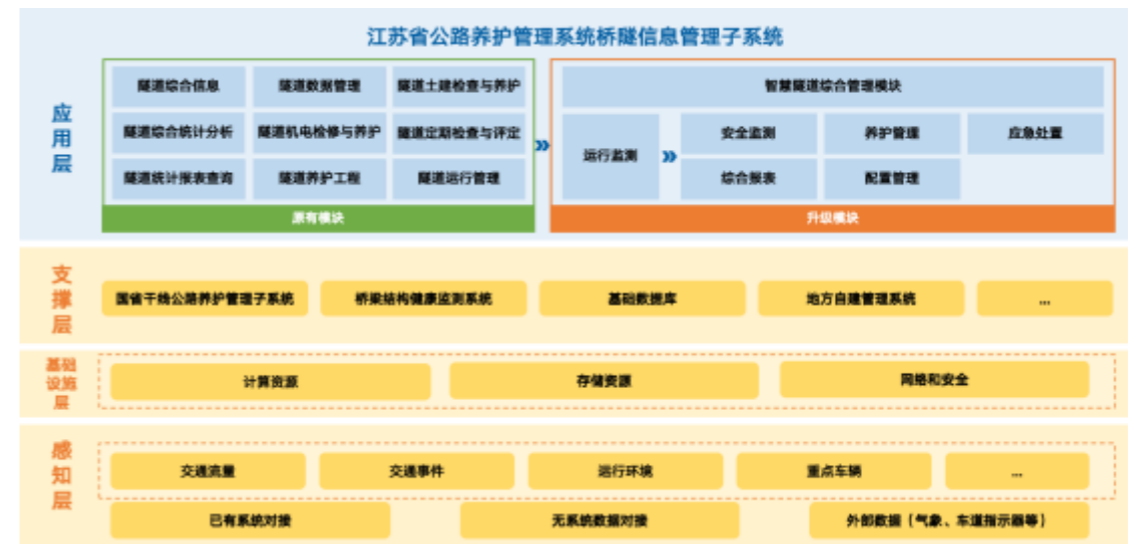 江苏省公路养护管理系统桥隧信息管理子系统
应用层
隧道综合信息
隧道数据管理
隧道土建检查与养护
隧道综合统计分析
隧道机电检修与养护
隧道定期检查与评定
隧道统计报表查询
隧道养护工程
隧道运行管理
原有模块
»
智慧隧道综合管理模块
运行监测
»
安全监测
养护管理
应急处置
综合报表
配置管理
升级模块
支撑层
国省干线公路养护管理子系统
桥梁结构健康监测系统
基础数据库
地方自建管理系统
...
基础
设施
层
计算资源
存储资源
网络和安全
感知层
交通流量
交通事件
运行环境
重点车辆
...
已有系统对接
无系统数据对接
外部数据（气象、车道指示器等）